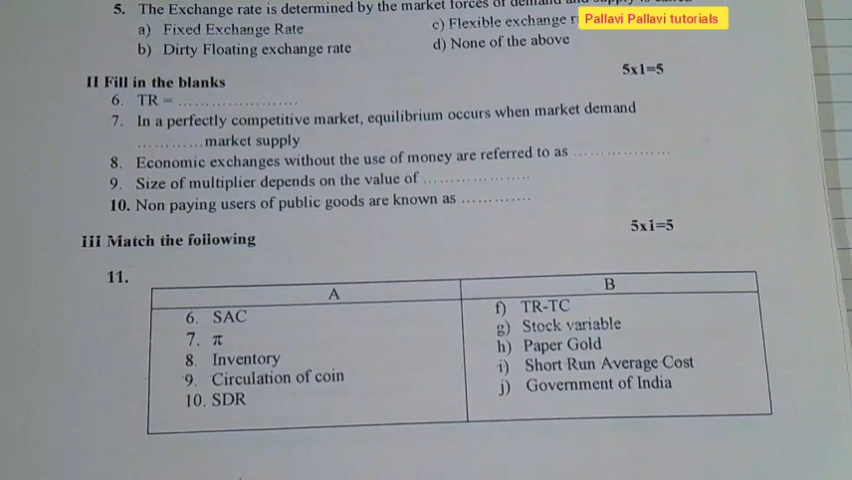 5. The Exchange rate is determined by the market forces of demand and supply is called
a) Fixed Exchange Rate
c) Flexible exchange
Pallavi Pallavi tutorials
b) Dirty Floating exchange rate
d) None of the above
II Fill in the blanks
5x1=5
6. TR = ......................
7. In a perfectly competitive market, equilibrium occurs when market demand
............market supply
8. Economic exchanges without the use of money are referred to as .................
9. Size of multiplier depends on the value of ...................
10. Non paying users of public goods are known as .............
III Match the following
5x1=5
11.
A
B
6. SAC
f) TR-TC
7. π
g) Stock variable
8. Inventory
h) Paper Gold
9. Circulation of coin
i) Short Run Average Cost
10. SDR
j) Government of India